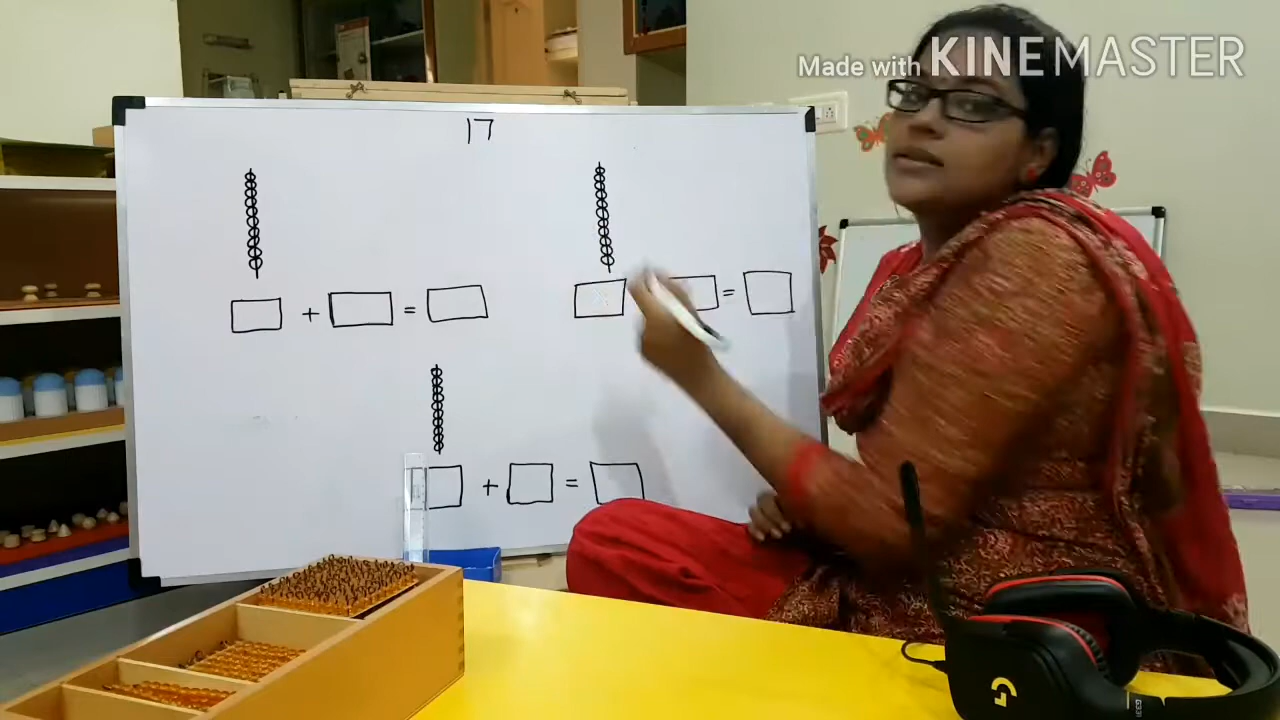 Made with KINEMASTER
17
+ =
=
+ =